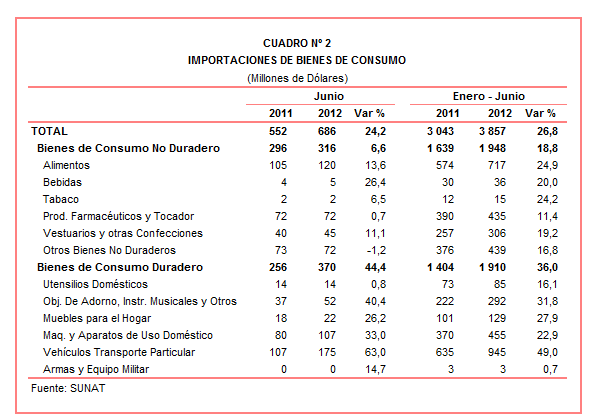 CUADRO Nº 2
IMPORTACIONES DE BIENES DE CONSUMO
(Millones de Dólares)
Junio Enero - Junio
2011 2012 Var % 2011 2012 Var %
TOTAL 552 686 24,2 3 043 3 857 26,8
Bienes de Consumo No Duradero 296 316 6,6 1 639 1 948 18,8
Alimentos 105 120 13,6 574 717 24,9
Bebidas 4 5 26,4 30 36 20,0
Tabaco 2 2 6,5 12 15 24,2
Prod. Farmacéuticos y Tocador 72 72 0,7 390 435 11,4
Vestuarios y otras Confecciones 40 45 11,1 257 306 19,2
Otros Bienes No Duraderos 73 72 -1,2 376 439 16,8
Bienes de Consumo Duradero 256 370 44,4 1 404 1 910 36,0
Utensilios Domésticos 14 14 0,8 73 85 16,1
Obj. De Adorno, Instr. Musicales y Otros 37 52 40,4 222 292 31,8
Muebles para el Hogar 18 22 26,2 101 129 27,9
Maq. y Aparatos de Uso Doméstico 80 107 33,0 370 455 22,9
Vehículos Transporte Particular 107 175 63,0 635 945 49,0
Armas y Equipo Militar 0 0 14,7 3 3 0,7
Fuente: SUNAT